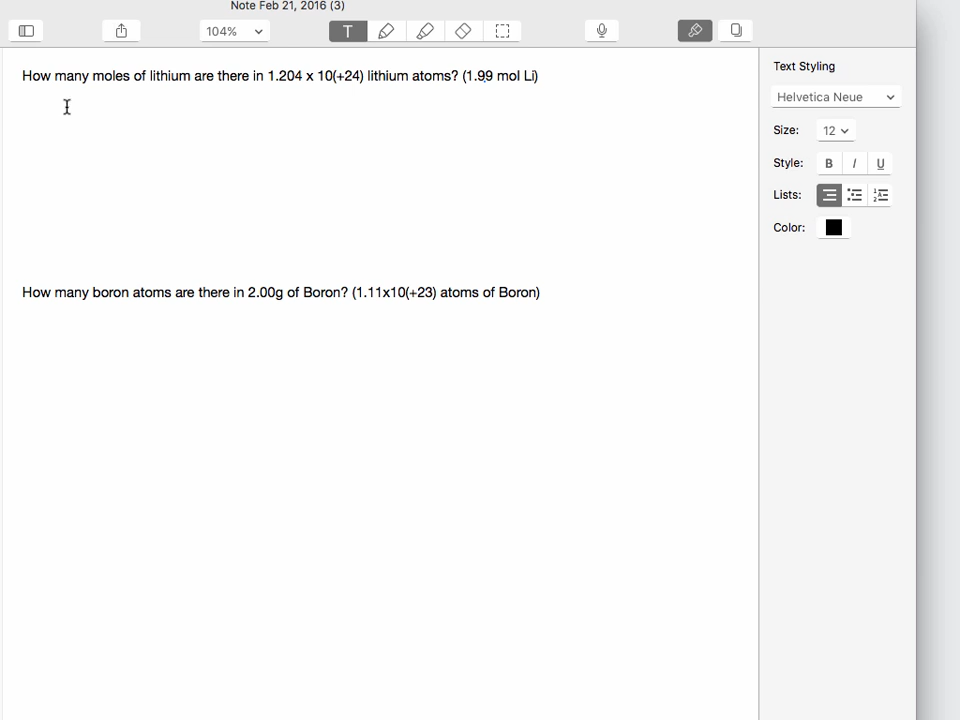 Note Feb 21, 2016 (3)
104%
T
How many moles of lithium are there in 1.204 x 10(+24) lithium atoms? (1.99 mol Li)
How many boron atoms are there in 2.00g of Boron? (1.11x10(+23) atoms of Boron)
Text Styling
Helvetica Neue
Size: 12
Style: B I U
Lists:
Color: